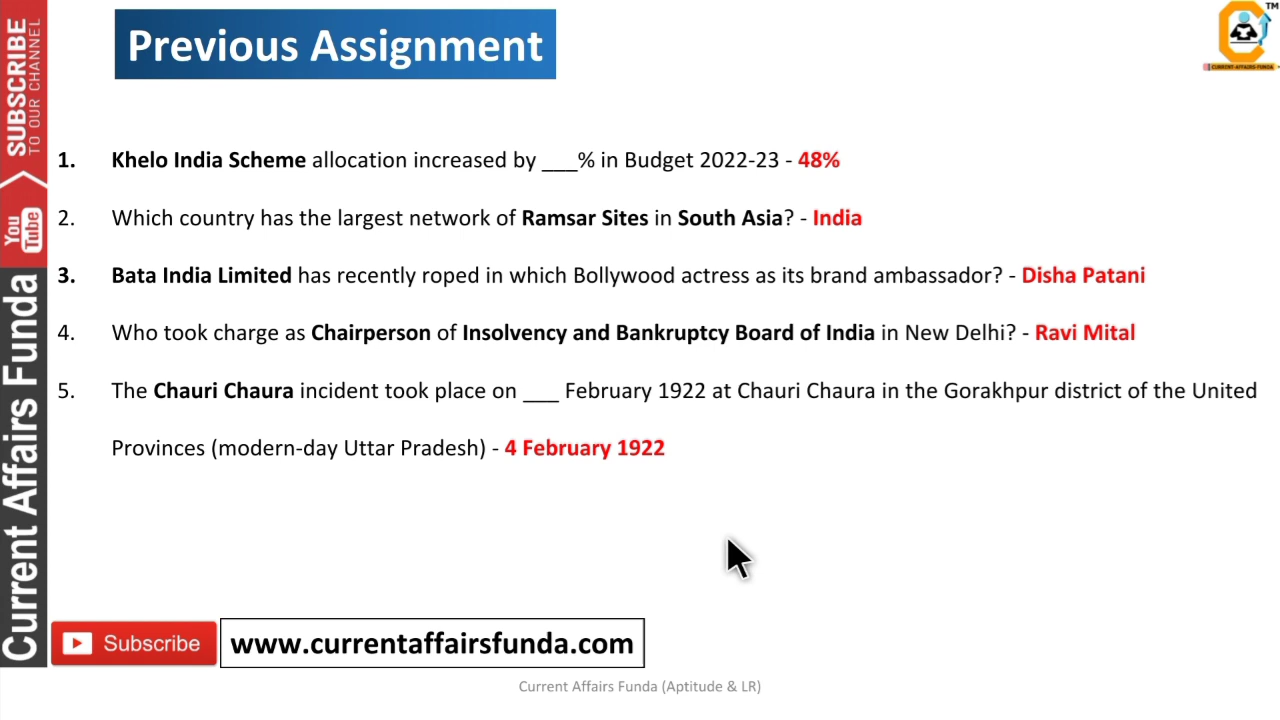 Previous Assignment
TM
CURRENT AFFAIRS FUNDA
SUBSCRIBE
TO OUR CHANNEL
You
Tube
Current Affairs Funda
1. Khelo India Scheme allocation increased by ___% in Budget 2022-23 - 48%
2. Which country has the largest network of Ramsar Sites in South Asia? - India
3. Bata India Limited has recently roped in which Bollywood actress as its brand ambassador? - Disha Patani
4. Who took charge as Chairperson of Insolvency and Bankruptcy Board of India in New Delhi? - Ravi Mital
5. The Chauri Chaura incident took place on ___ February 1922 at Chauri Chaura in the Gorakhpur district of the United
Provinces (modern-day Uttar Pradesh) - 4 February 1922
Subscribe
www.currentaffairsfunda.com
Current Affairs Funda (Aptitude & LR)